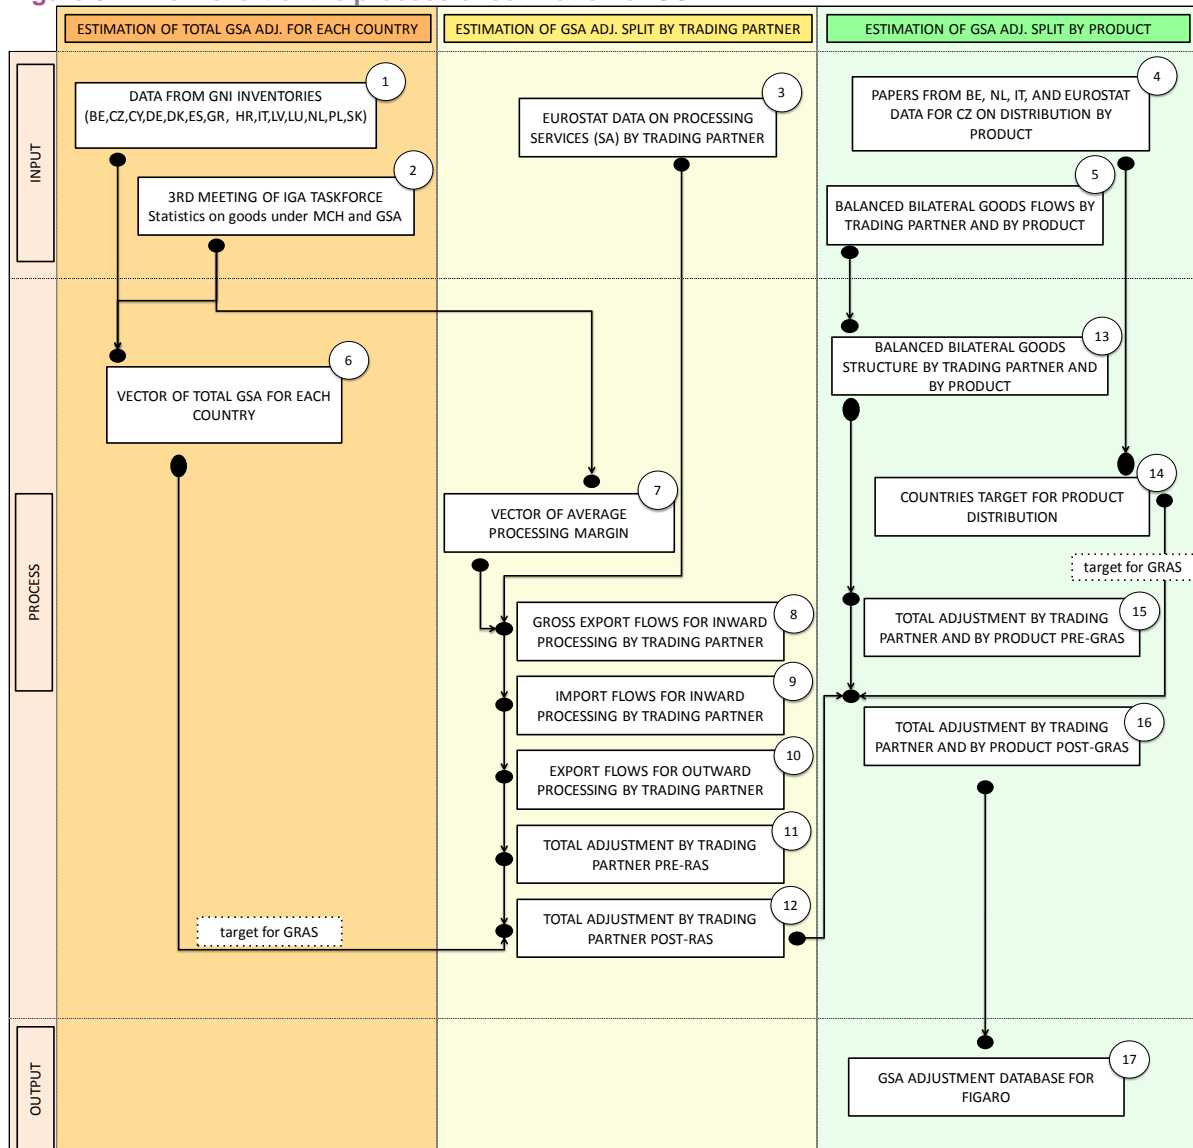 ESTIMATION OF TOTAL GSA ADJ. FOR EACH COUNTRY
ESTIMATION OF GSA ADJ. SPLIT BY TRADING PARTNER
ESTIMATION OF GSA ADJ. SPLIT BY PRODUCT
INPUT
1
DATA FROM GNI INVENTORIES
(BE,CZ,CY,DE,DK,ES,GR, HR,IT,LV,LU,NL,PL,SK)
2
3RD MEETING OF IGA TASKFORCE
Statistics on goods under MCH and GSA
3
EUROSTAT DATA ON PROCESSING
SERVICES (SA) BY TRADING PARTNER
4
PAPERS FROM BE, NL, IT, AND EUROSTAT
DATA FOR CZ ON DISTRIBUTION BY
PRODUCT
5
BALANCED BILATERAL GOODS FLOWS BY
TRADING PARTNER AND BY PRODUCT
PROCESS
6
VECTOR OF TOTAL GSA FOR EACH
COUNTRY
target for GRAS
7
VECTOR OF AVERAGE
PROCESSING MARGIN
8
GROSS EXPORT FLOWS FOR INWARD
PROCESSING BY TRADING PARTNER
9
IMPORT FLOWS FOR INWARD
PROCESSING BY TRADING PARTNER
10
EXPORT FLOWS FOR OUTWARD
PROCESSING BY TRADING PARTNER
11
TOTAL ADJUSTMENT BY TRADING
PARTNER PRE-RAS
12
TOTAL ADJUSTMENT BY TRADING
PARTNER POST-RAS
13
BALANCED BILATERAL GOODS
STRUCTURE BY TRADING PARTNER AND
BY PRODUCT
14
COUNTRIES TARGET FOR PRODUCT
DISTRIBUTION
target for GRAS
15
TOTAL ADJUSTMENT BY TRADING
PARTNER AND BY PRODUCT PRE-GRAS
16
TOTAL ADJUSTMENT BY TRADING
PARTNER AND BY PRODUCT POST-GRAS
OUTPUT
17
GSA ADJUSTMENT DATABASE FOR
FIGARO